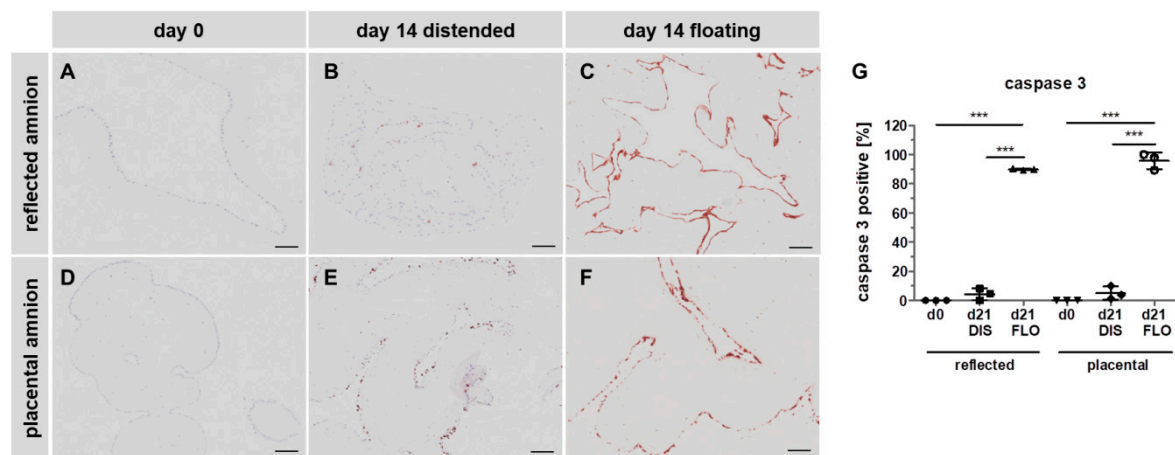 day 0
day 14 distended
day 14 floating
reflected amnion
A
B
C
placental amnion
D
E
F
G
caspase 3
caspase 3 positive [%]
120
100
80
60
40
20
0
***
***
***
***
d0
d21 DIS
d21 FLO
d0
d21 DIS
d21 FLO
reflected
placental